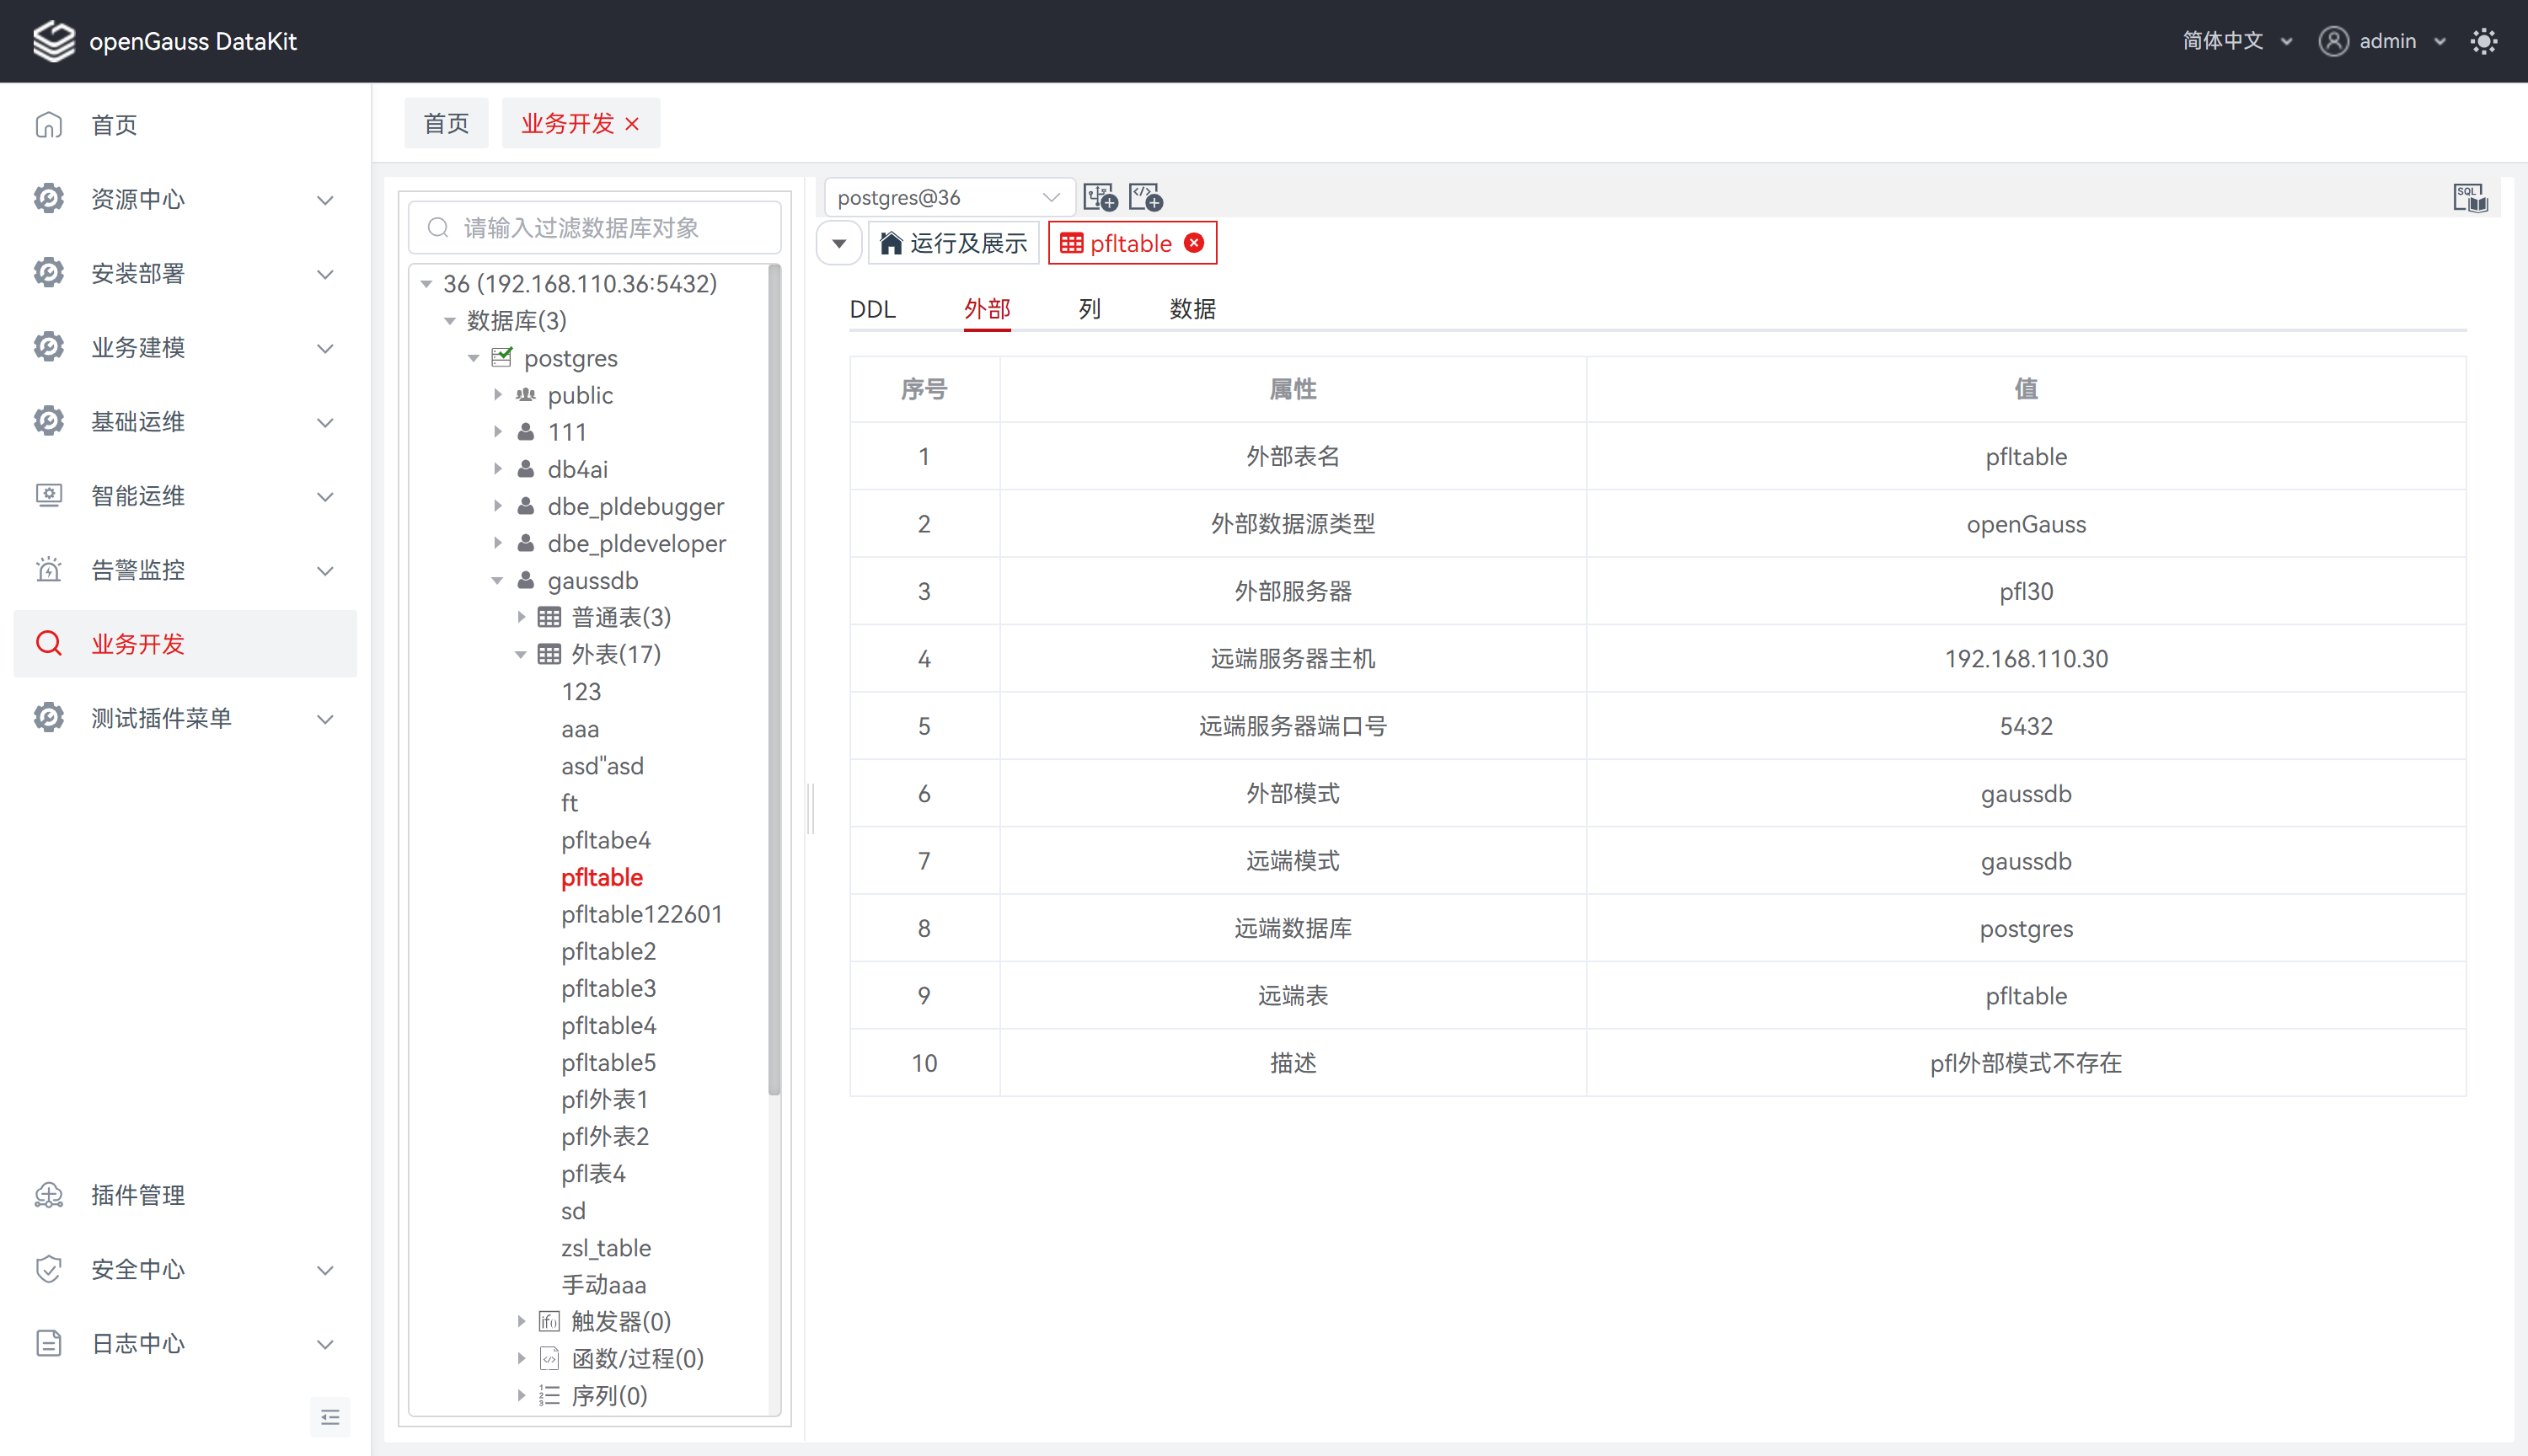 openGauss DataKit
简体中文
admin
首页
资源中心
安装部署
业务建模
基础运维
智能运维
告警监控
业务开发
测试插件菜单
插件管理
安全中心
日志中心
首页
业务开发
请输入过滤数据库对象
36 (192.168.110.36:5432)
数据库(3)
postgres
public
111
db4ai
dbe_pldebugger
dbe_pldeveloper
gaussdb
普通表(3)
外表(17)
123
aaa
asd"asd
ft
pfltabe4
pfltable
pfltable122601
pfltable2
pfltable3
pfltable4
pfltable5
pfl外表1
pfl外表2
pfl表4
sd
zsl_table
手动aaa
if() 触发器(0)
函数/过程(0)
序列(0)
postgres@36
SQL
运行及展示
pfltable
DDL 外部 列 数据
序号 属性 值
1 外部表名 pfltable
2 外部数据源类型 openGauss
3 外部服务器 pfl30
4 远端服务器主机 192.168.110.30
5 远端服务器端口号 5432
6 外部模式 gaussdb
7 远端模式 gaussdb
8 远端数据库 postgres
9 远端表 pfltable
10 描述 pfl外部模式不存在